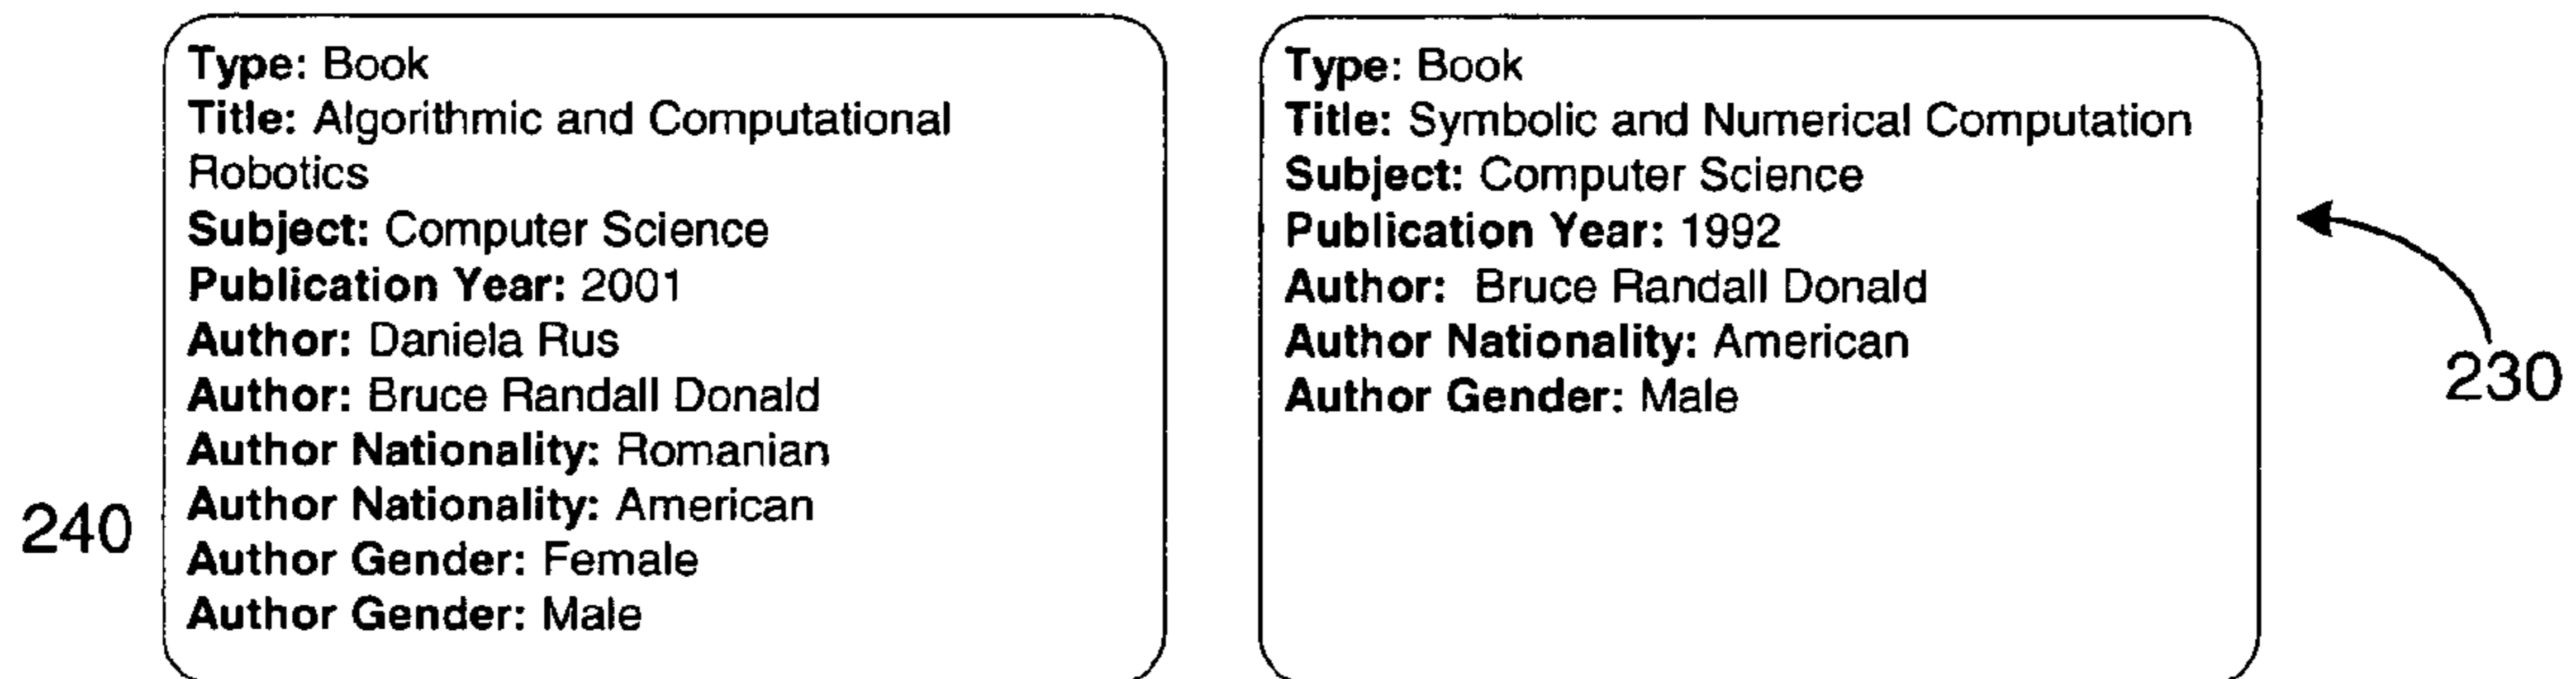 Type: Book
Title: Algorithmic and Computational
Robotics
Subject: Computer Science
Publication Year: 2001
Author: Daniela Rus
Author: Bruce Randall Donald
Author Nationality: Romanian
Author Nationality: American
Author Gender: Female
Author Gender: Male
240
Type: Book
Title: Symbolic and Numerical Computation
Subject: Computer Science
Publication Year: 1992
Author: Bruce Randall Donald
Author Nationality: American
Author Gender: Male
230